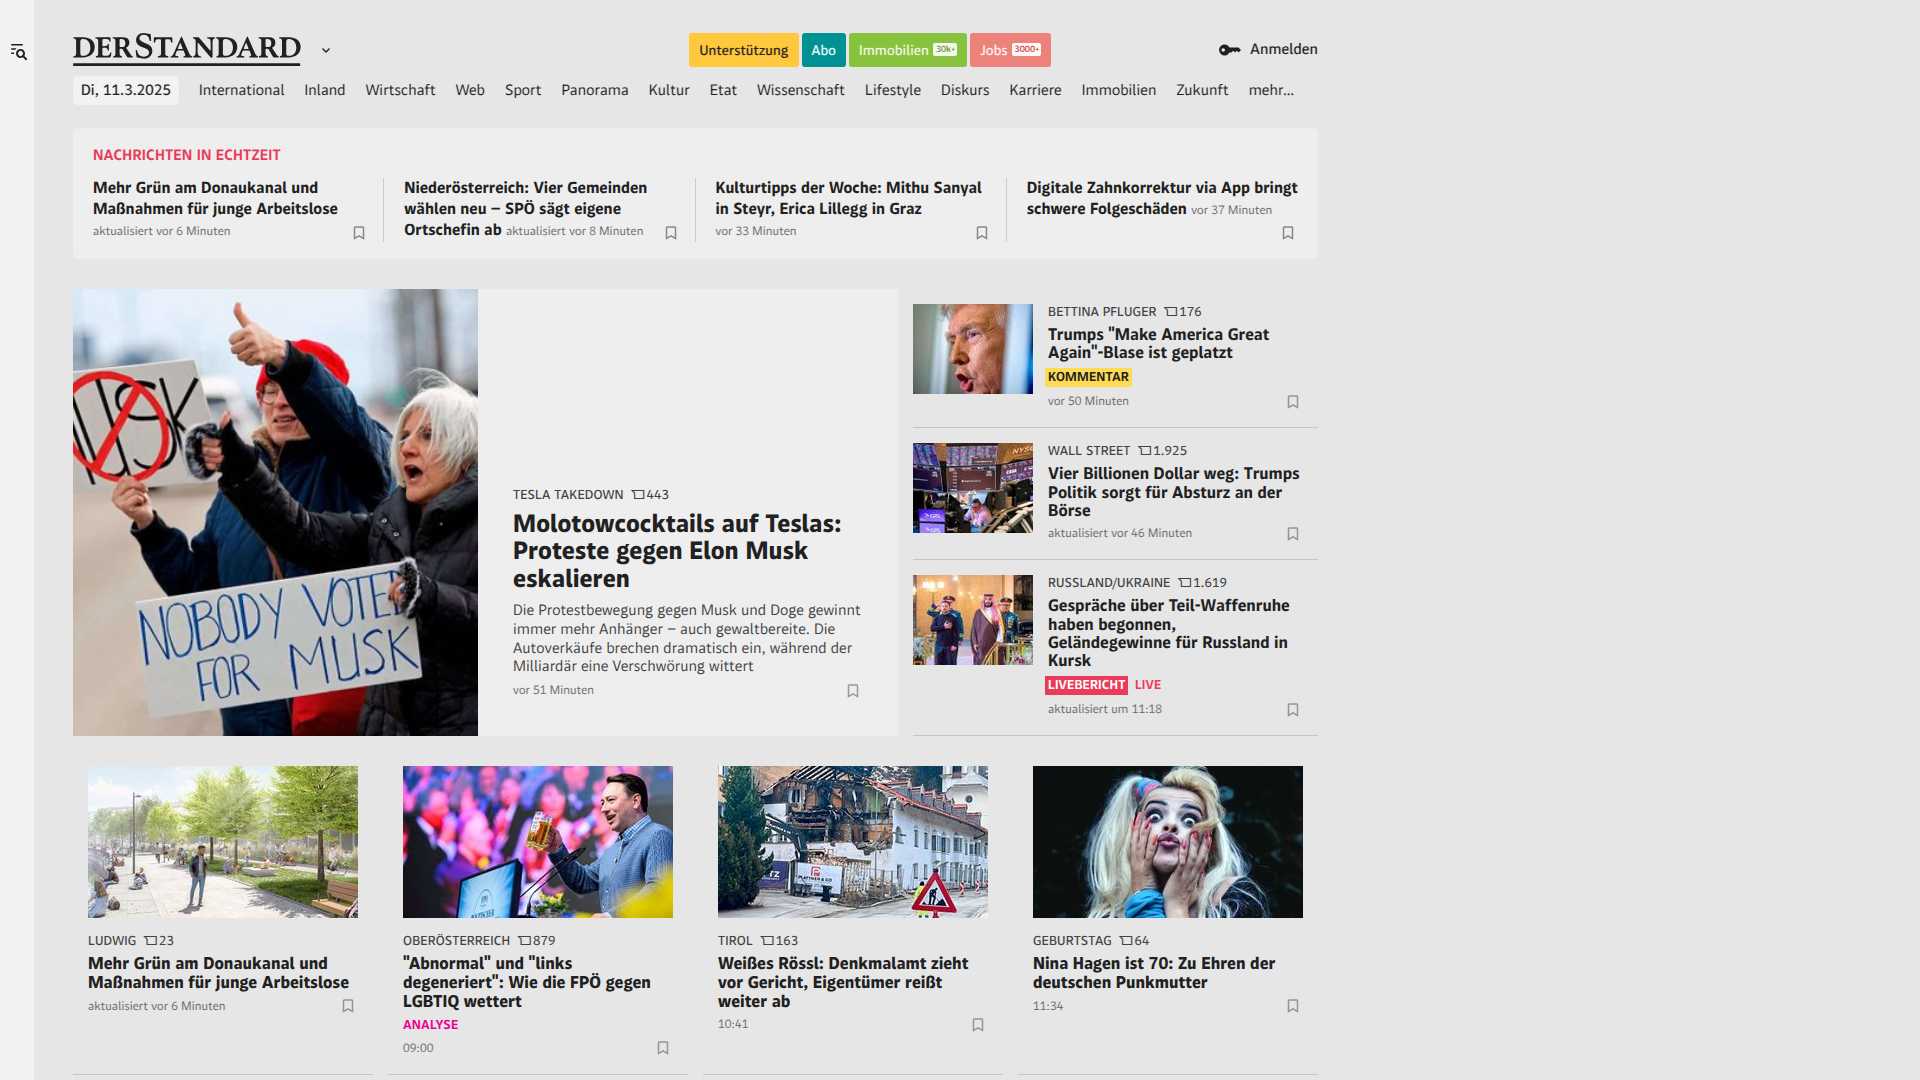 DERSTANDARD
Unterstützung Abo Immobilien 30k+ Jobs 3000+
Anmelden
Di, 11.3.2025 International Inland Wirtschaft Web Sport Panorama Kultur Etat Wissenschaft Lifestyle Diskurs Karriere Immobilien Zukunft mehr...
NACHRICHTEN IN ECHTZEIT
Mehr Grün am Donaukanal und
Maßnahmen für junge Arbeitslose
aktualisiert vor 6 Minuten
Niederösterreich: Vier Gemeinden
wählen neu – SPÖ sägt eigene
Ortschefin ab aktualisiert vor 8 Minuten
Kulturtipps der Woche: Mithu Sanyal
in Steyr, Erica Lillegg in Graz
vor 33 Minuten
Digitale Zahnkorrektur via App bringt
schwere Folgeschäden vor 37 Minuten
MUSK
NOBODY VOTED
FOR MUSK
TESLA TAKEDOWN 443
Molotowcocktails auf Teslas:
Proteste gegen Elon Musk
eskalieren
Die Protestbewegung gegen Musk und Doge gewinnt
immer mehr Anhänger – auch gewaltbereite. Die
Autoverkäufe brechen dramatisch ein, während der
Milliardär eine Verschwörung wittert
vor 51 Minuten
BETTINA PFLUGER 176
Trumps "Make America Great
Again"-Blase ist geplatzt
KOMMENTAR
vor 50 Minuten
WALL STREET 1.925
Vier Billionen Dollar weg: Trumps
Politik sorgt für Absturz an der
Börse
aktualisiert vor 46 Minuten
RUSSLAND/UKRAINE 1.619
Gespräche über Teil-Waffenruhe
haben begonnen,
Geländegewinne für Russland in
Kursk
LIVEBERICHT LIVE
aktualisiert um 11:18
LUDWIG 23
Mehr Grün am Donaukanal und
Maßnahmen für junge Arbeitslose
aktualisiert vor 6 Minuten
OBERÖSTERREICH 879
"Abnormal" und "links
degeneriert": Wie die FPÖ gegen
LGBTIQ wettert
ANALYSE
09:00
TIROL 163
Weißes Rössl: Denkmalamt zieht
vor Gericht, Eigentümer reißt
weiter ab
10:41
GEBURTSTAG 64
Nina Hagen ist 70: Zu Ehren der
deutschen Punkmutter
11:34